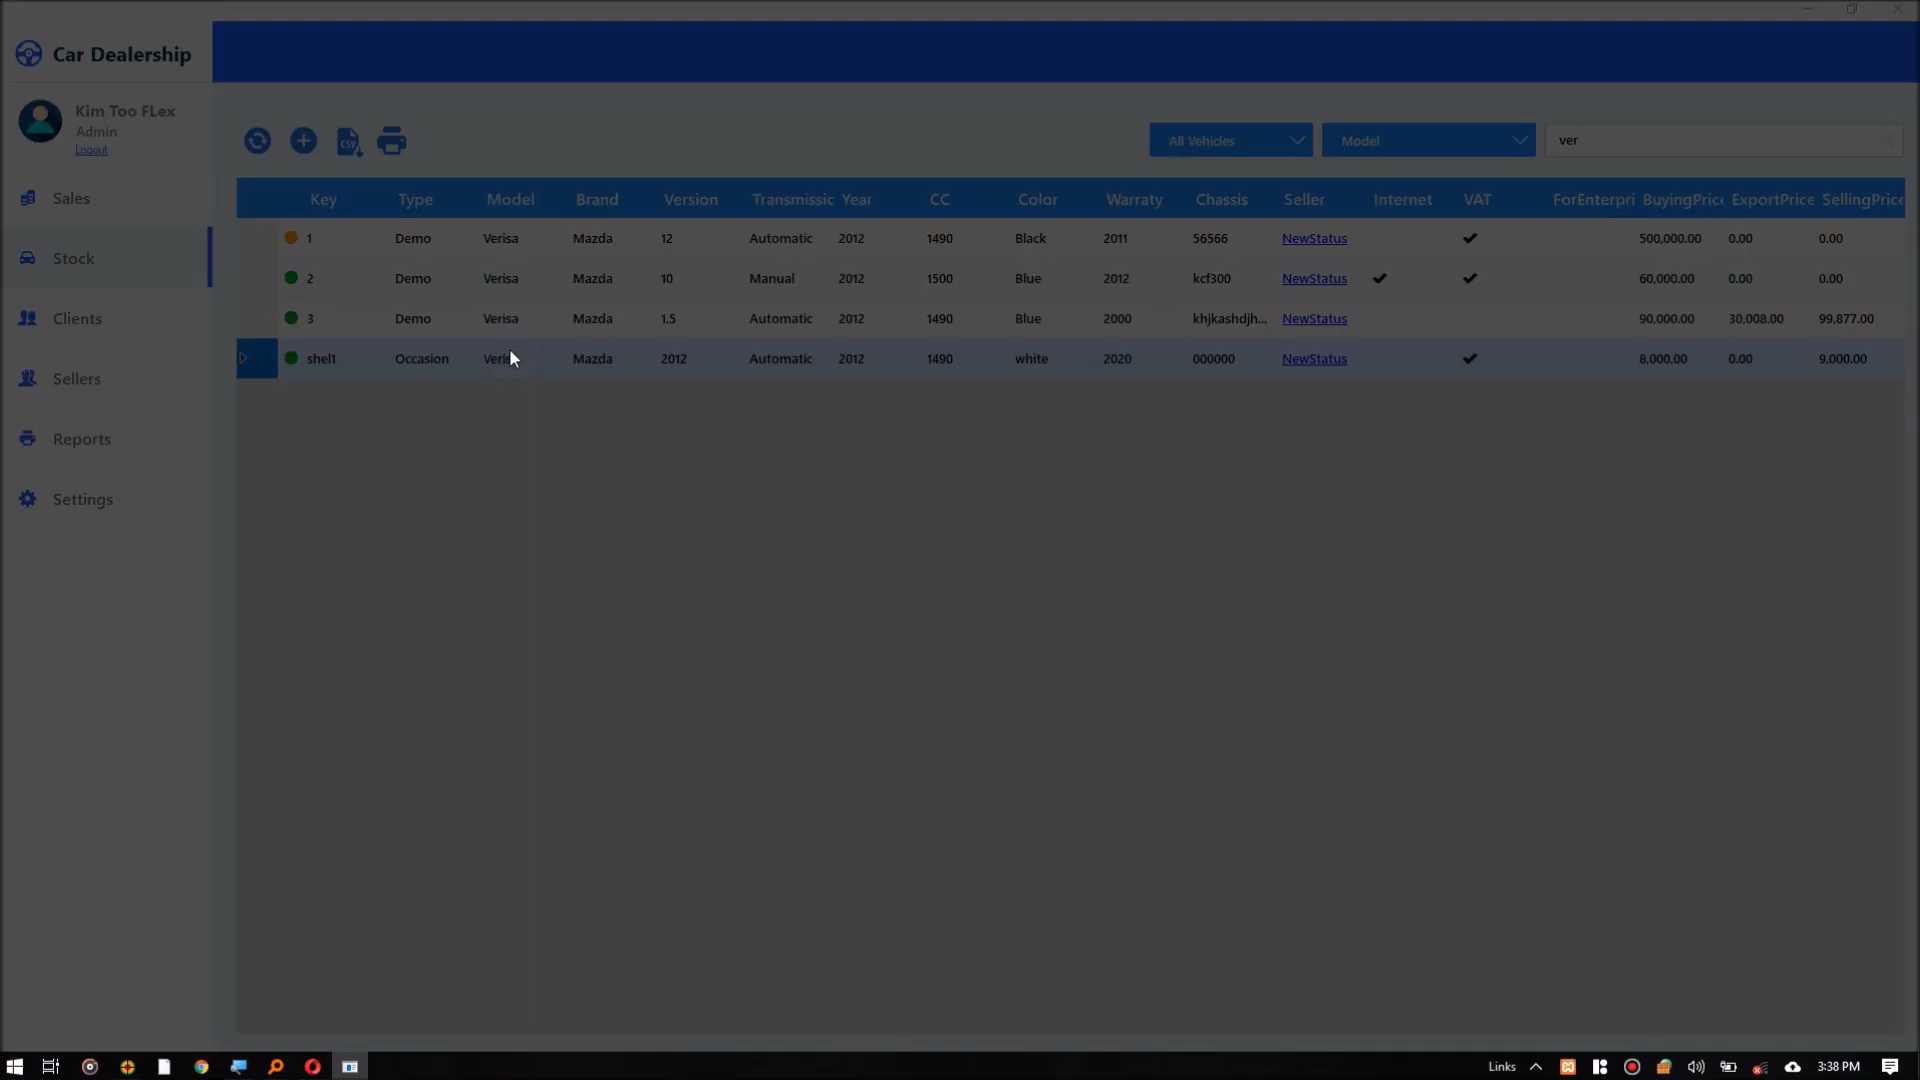 Car Dealership
Kim Too FLex
Admin
Logout
Sales
Stock
Clients
Sellers
Reports
Settings
CSV
All Vehicles
Model
ver
Key Type Model Brand Version Transmissic Year CC Color Warraty Chassis Seller Internet VAT ForEnterpri BuyingPrice ExportPrice SellingPrice
1 Demo Verisa Mazda 12 Automatic 2012 1490 Black 2011 56566 NewStatus 500,000.00 0.00 0.00
2 Demo Verisa Mazda 10 Manual 2012 1500 Blue 2012 kcf300 NewStatus 60,000.00 0.00 0.00
3 Demo Verisa Mazda 1.5 Automatic 2012 1490 Blue 2000 khjkashdjh... NewStatus 90,000.00 30,008.00 99,877.00
shel1 Occasion Verisa Mazda 2012 Automatic 2012 1490 white 2020 000000 NewStatus 8,000.00 0.00 9,000.00
Links 3:38 PM